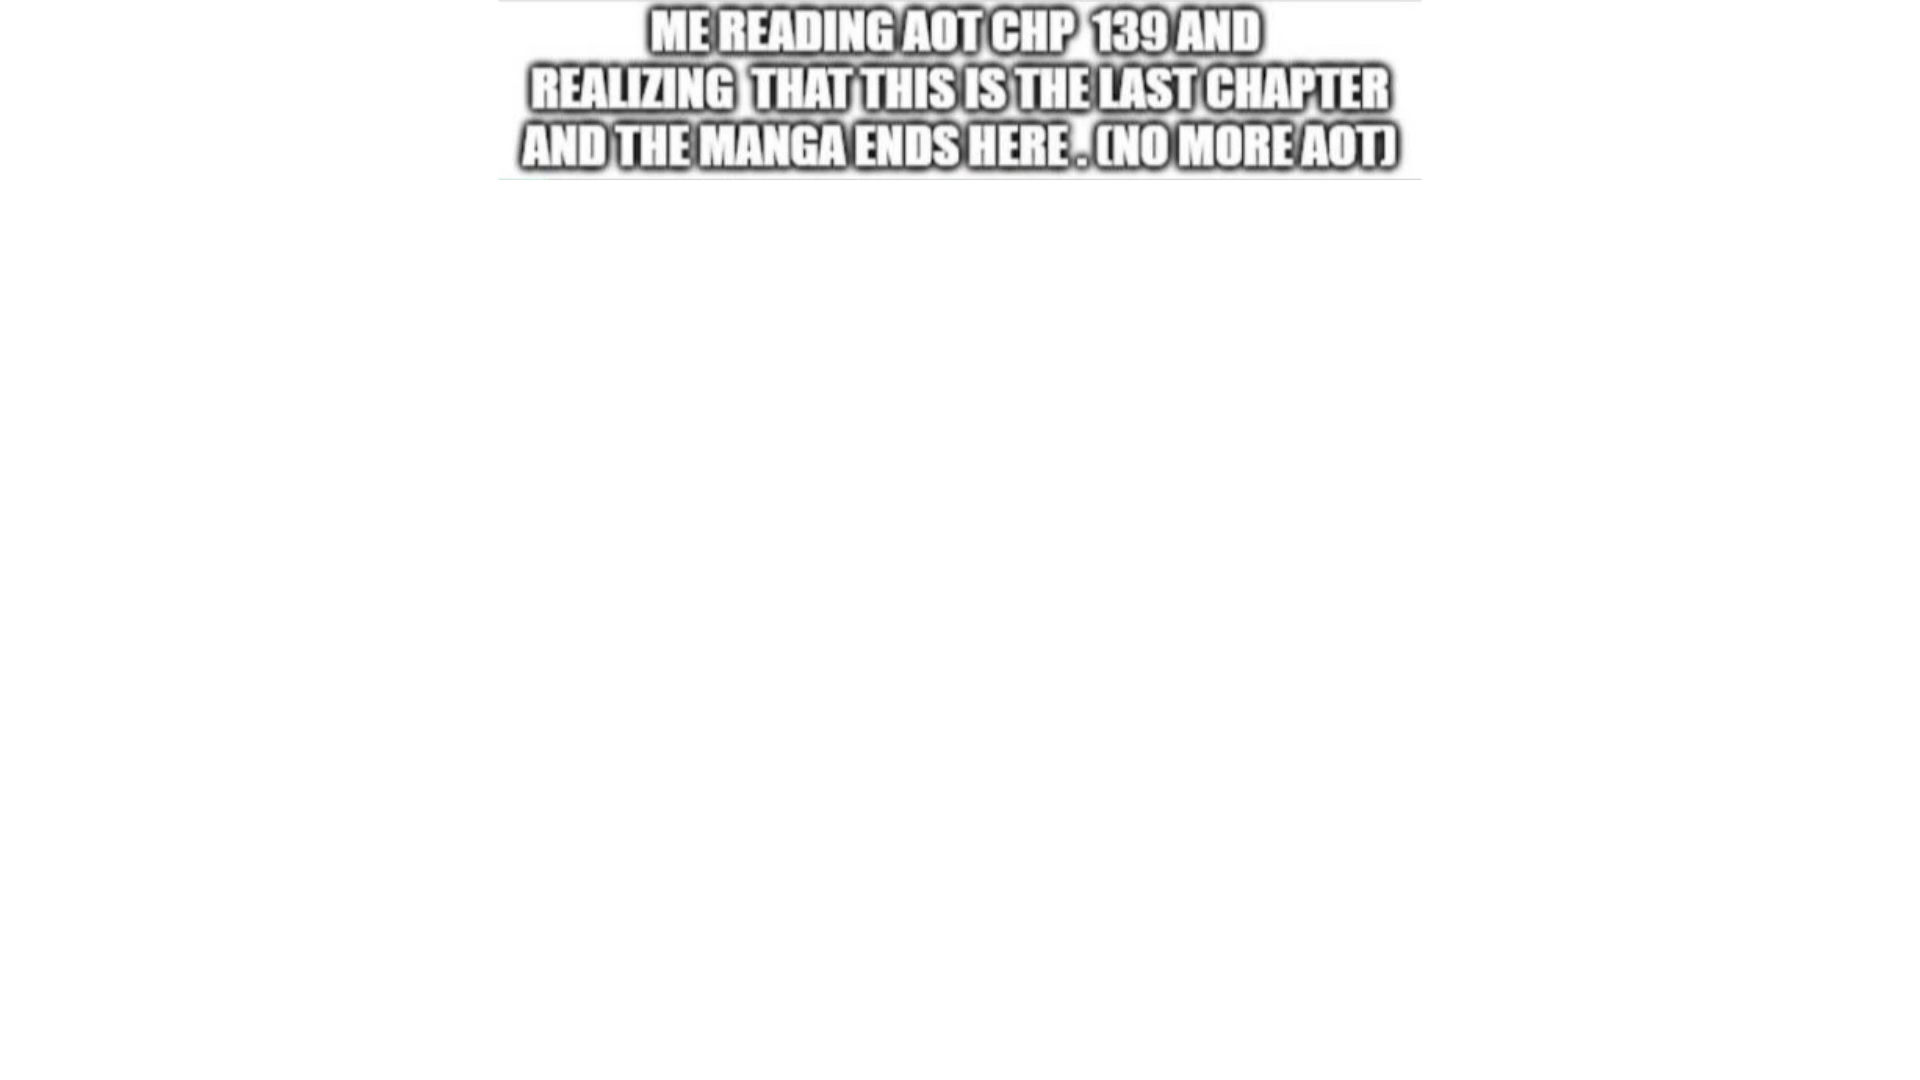 ME READING AOT CHP 139 AND
REALIZING THAT THIS IS THE LAST CHAPTER
AND THE MANGA ENDS HERE . (NO MORE AOT)